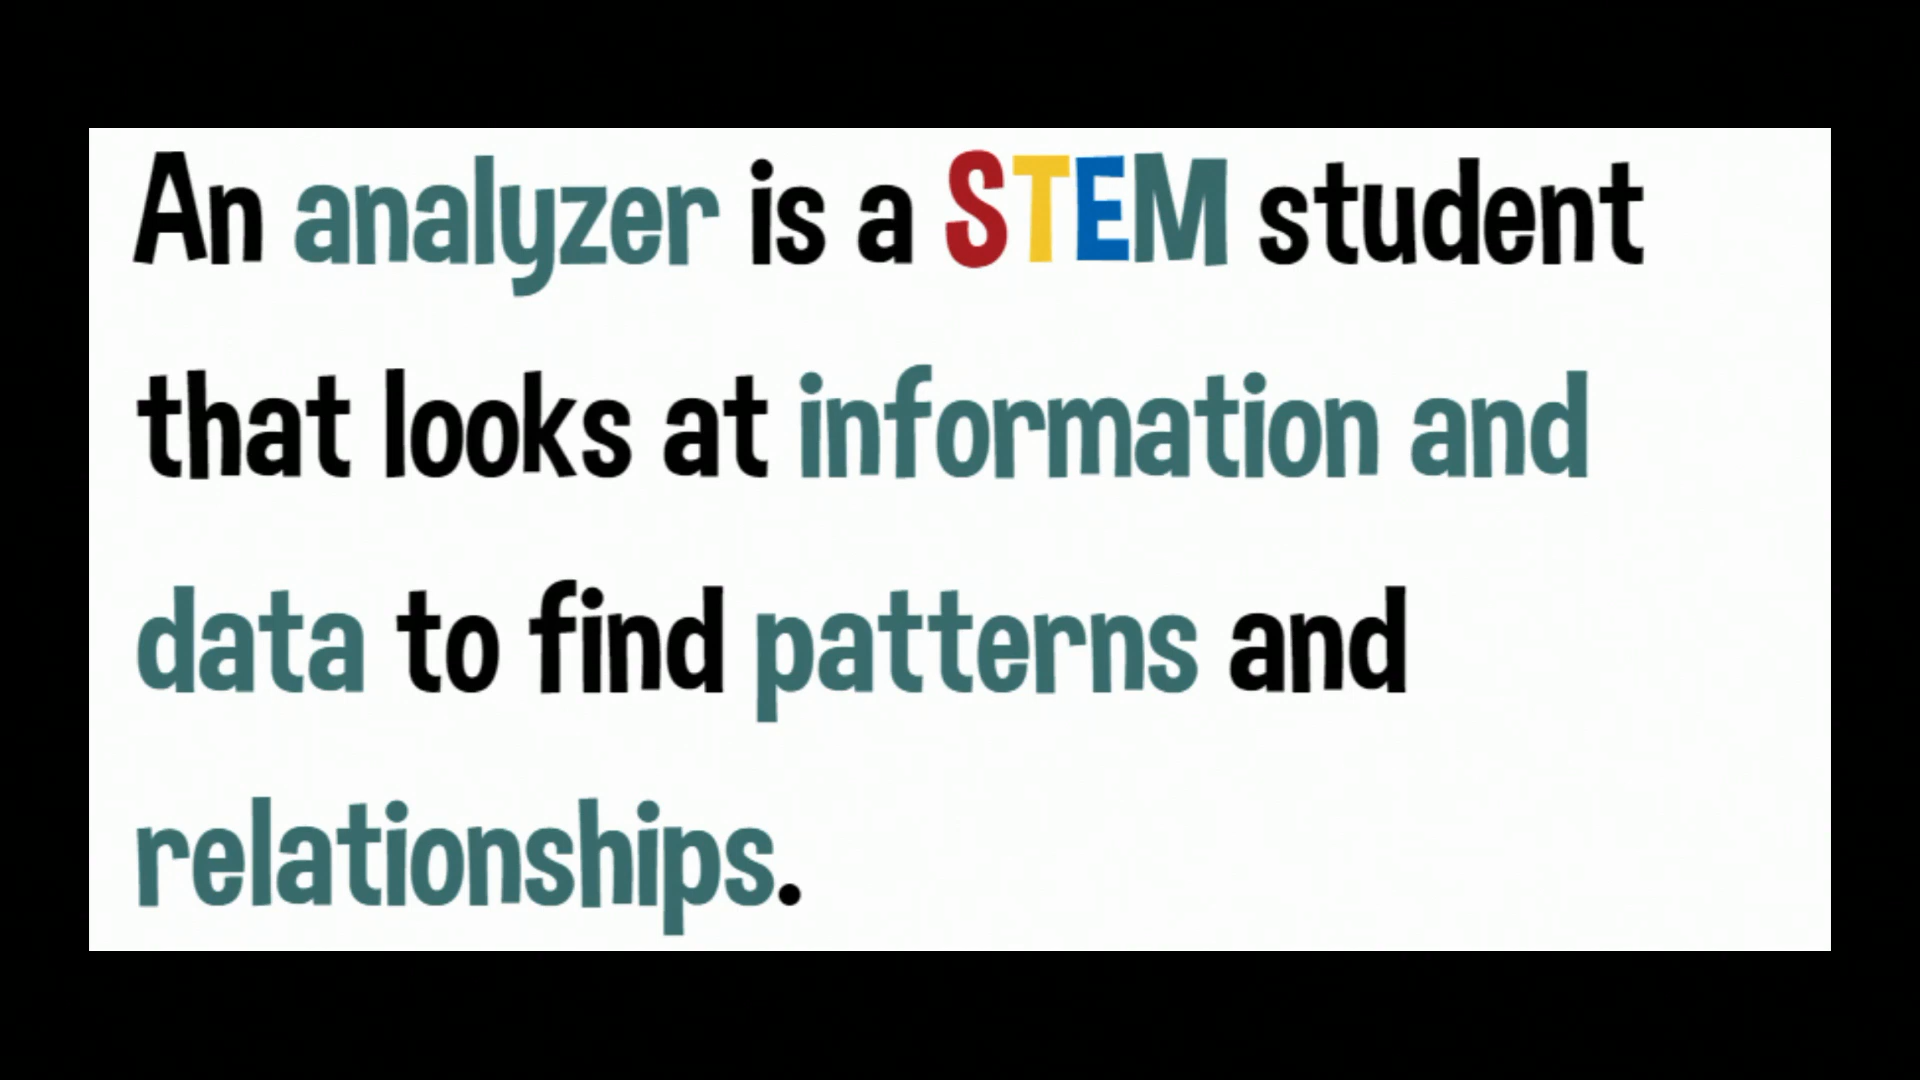 An analyzer is a STEM student
that looks at information and
data to find patterns and
relationships.